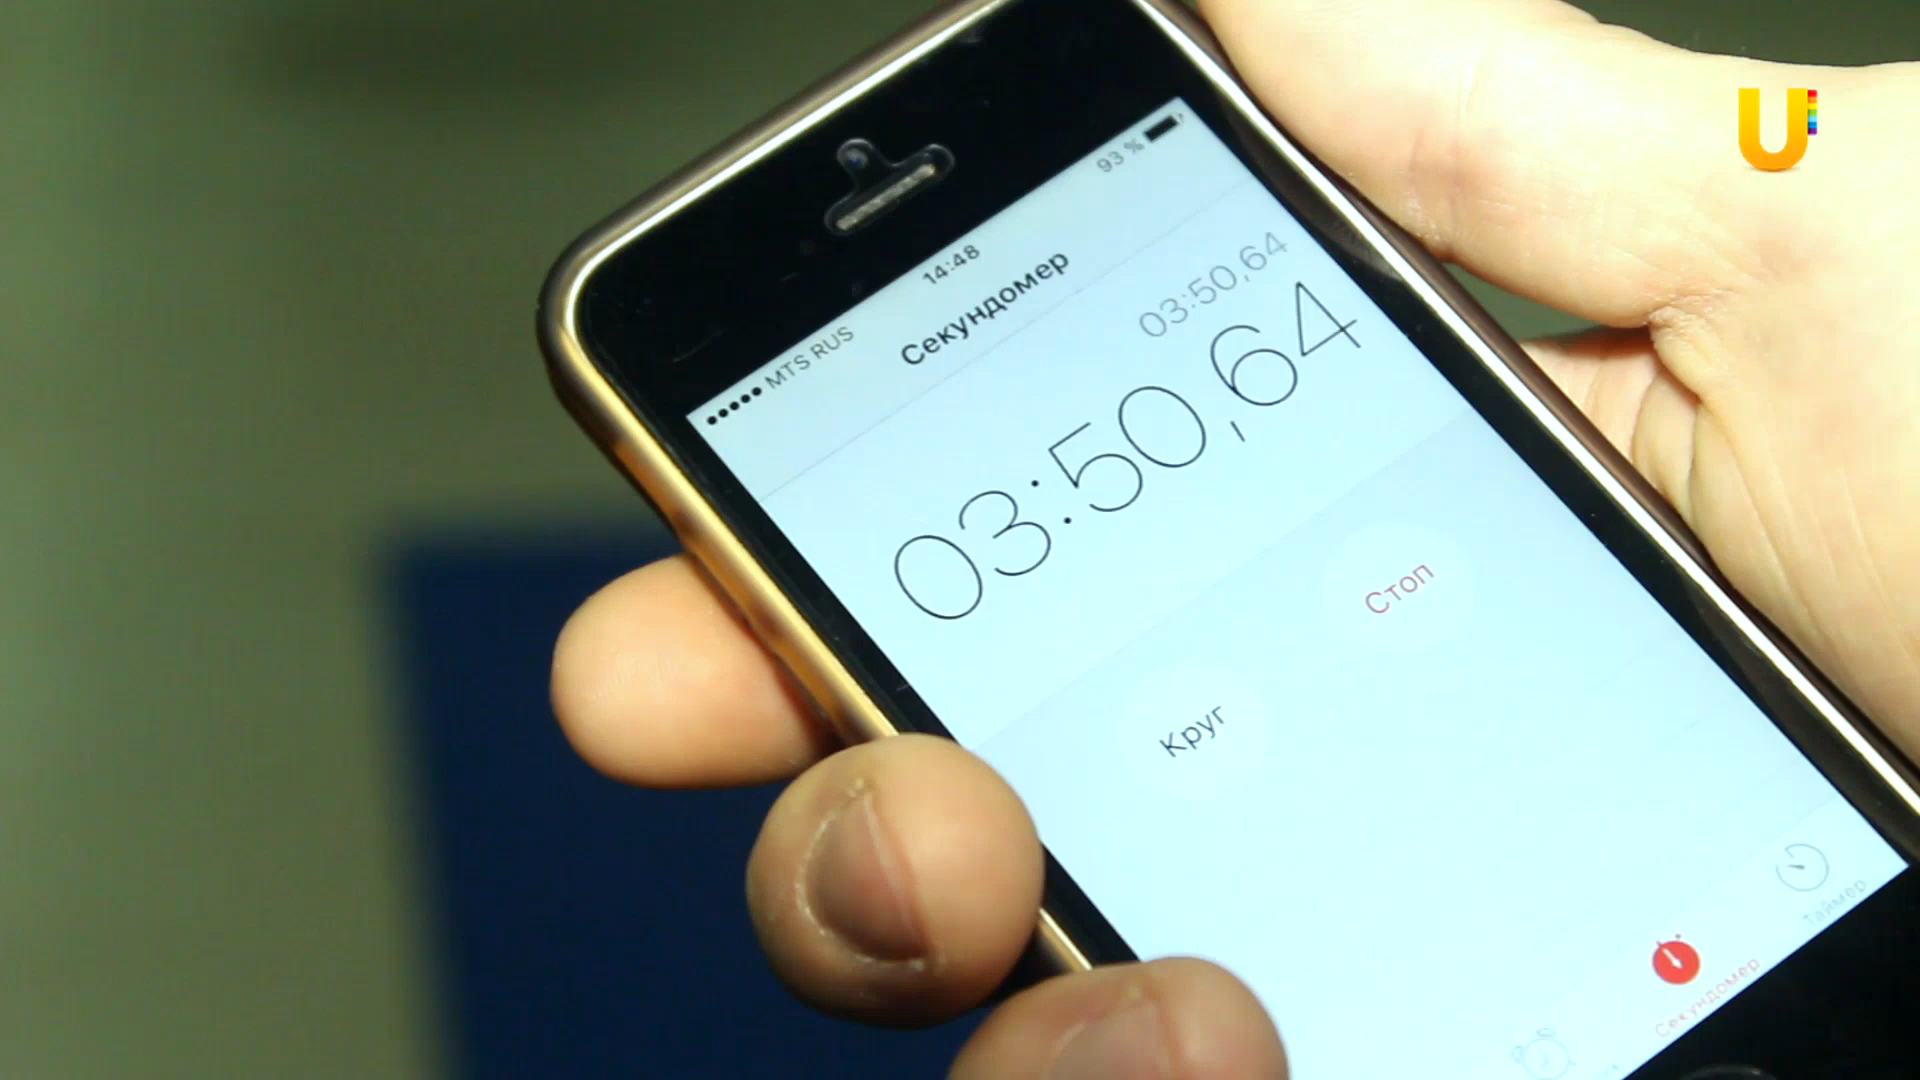 ●●●●● MTS RUS 14:48 93 %
Секундомер
03:50,64
03:50,64
Круг Стоп
Секундомер Таймер
U